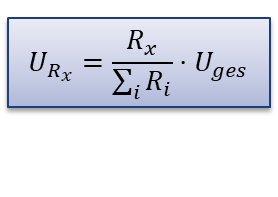 U_{R_x} = \frac{R_x}{\sum_i R_i} \cdot U_{ges}